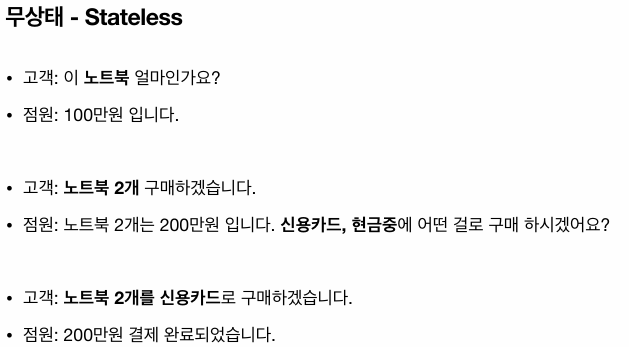 무상태 - Stateless
• 고객: 이 노트북 얼마인가요?
• 점원: 100만원 입니다.
• 고객: 노트북 2개 구매하겠습니다.
• 점원: 노트북 2개는 200만원 입니다. 신용카드, 현금중에 어떤 걸로 구매 하시겠어요?
• 고객: 노트북 2개를 신용카드로 구매하겠습니다.
• 점원: 200만원 결제 완료되었습니다.